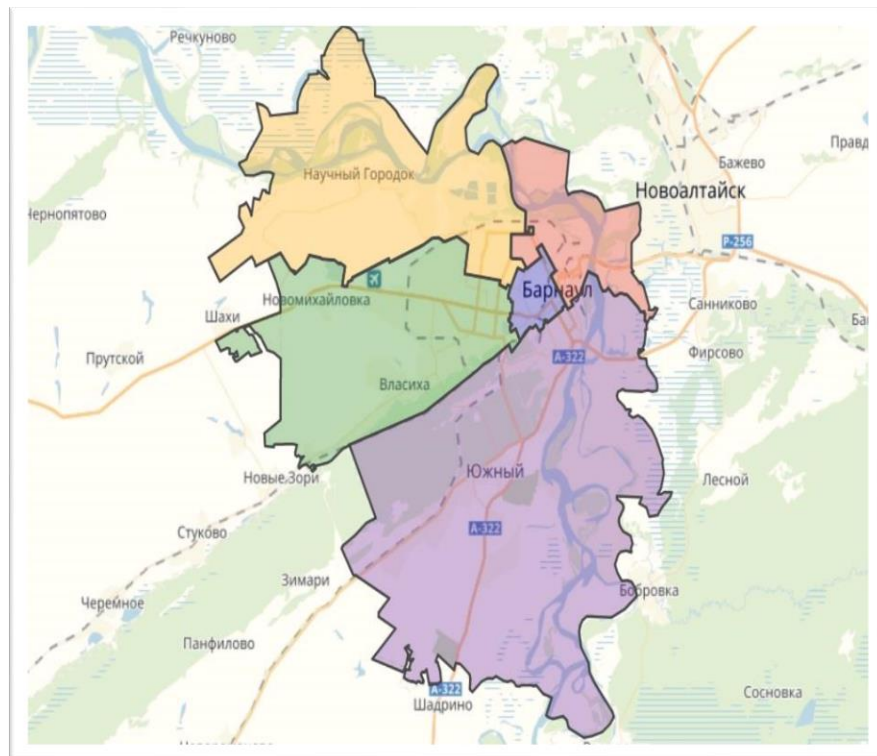 Речкуново
Правд
Бажево
Научный Городок
Новоалтайск
Чернопятово
Р-256
Новомихайловка
Барнаул
Санниково
Шахи
Ба
Прутской
Фирсово
А-322
Власиха
Южный
Новые Зори
Лесной
Стуково
А-322
Зимари
Черемное
Бобровка
Панфилово
А-322
Сосновка
Шадрино